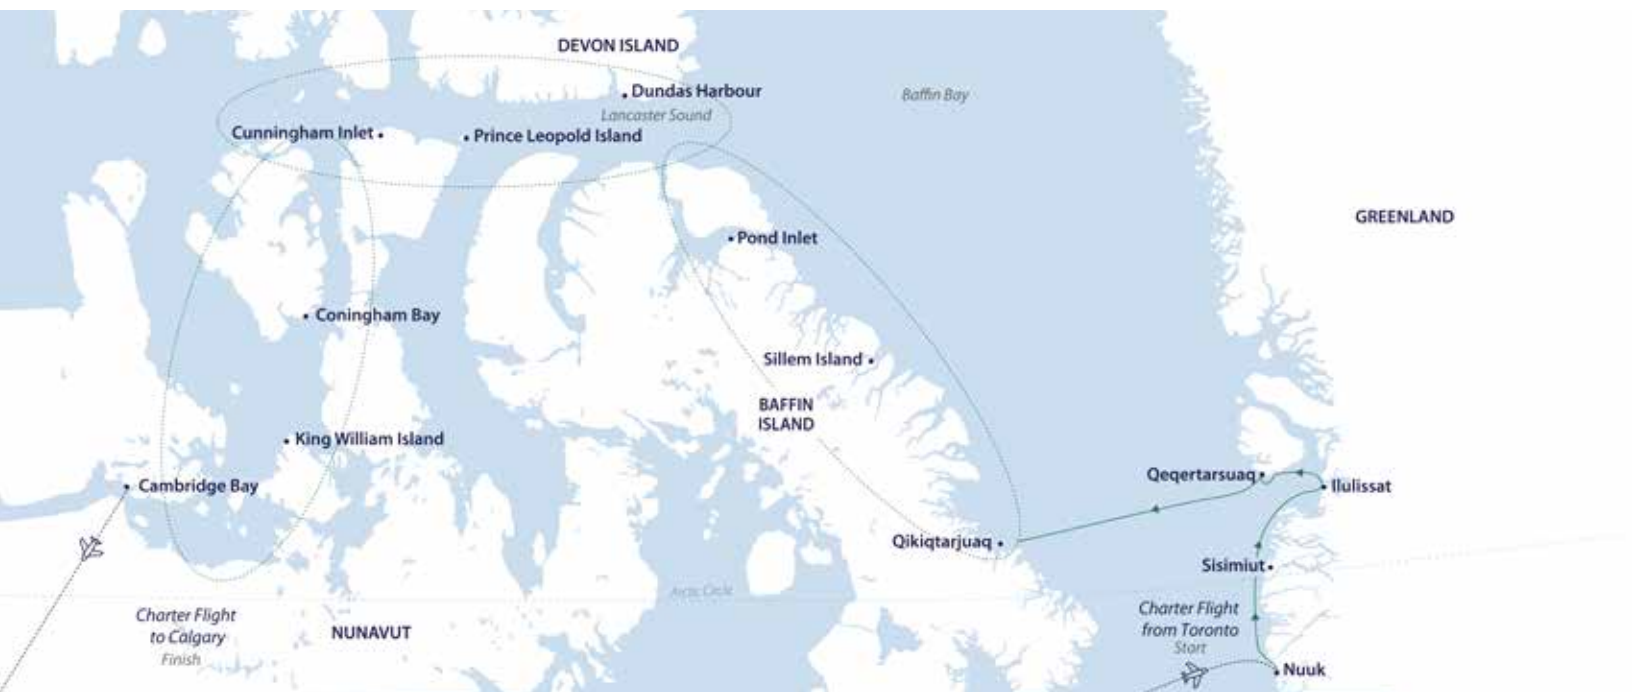 DEVON ISLAND
Dundas Harbour
Baffin Bay
Lancaster Sound
Cunningham Inlet
Prince Leopold Island
GREENLAND
Pond Inlet
Coningham Bay
Sillem Island
BAFFIN
ISLAND
King William Island
Qeqertarsuaq
Ilulissat
Cambridge Bay
Qikiqtarjuaq
Sisimiut
Arctic Circle
Charter Flight
to Calgary
Finish
NUNAVUT
Charter Flight
from Toronto
Start
Nuuk